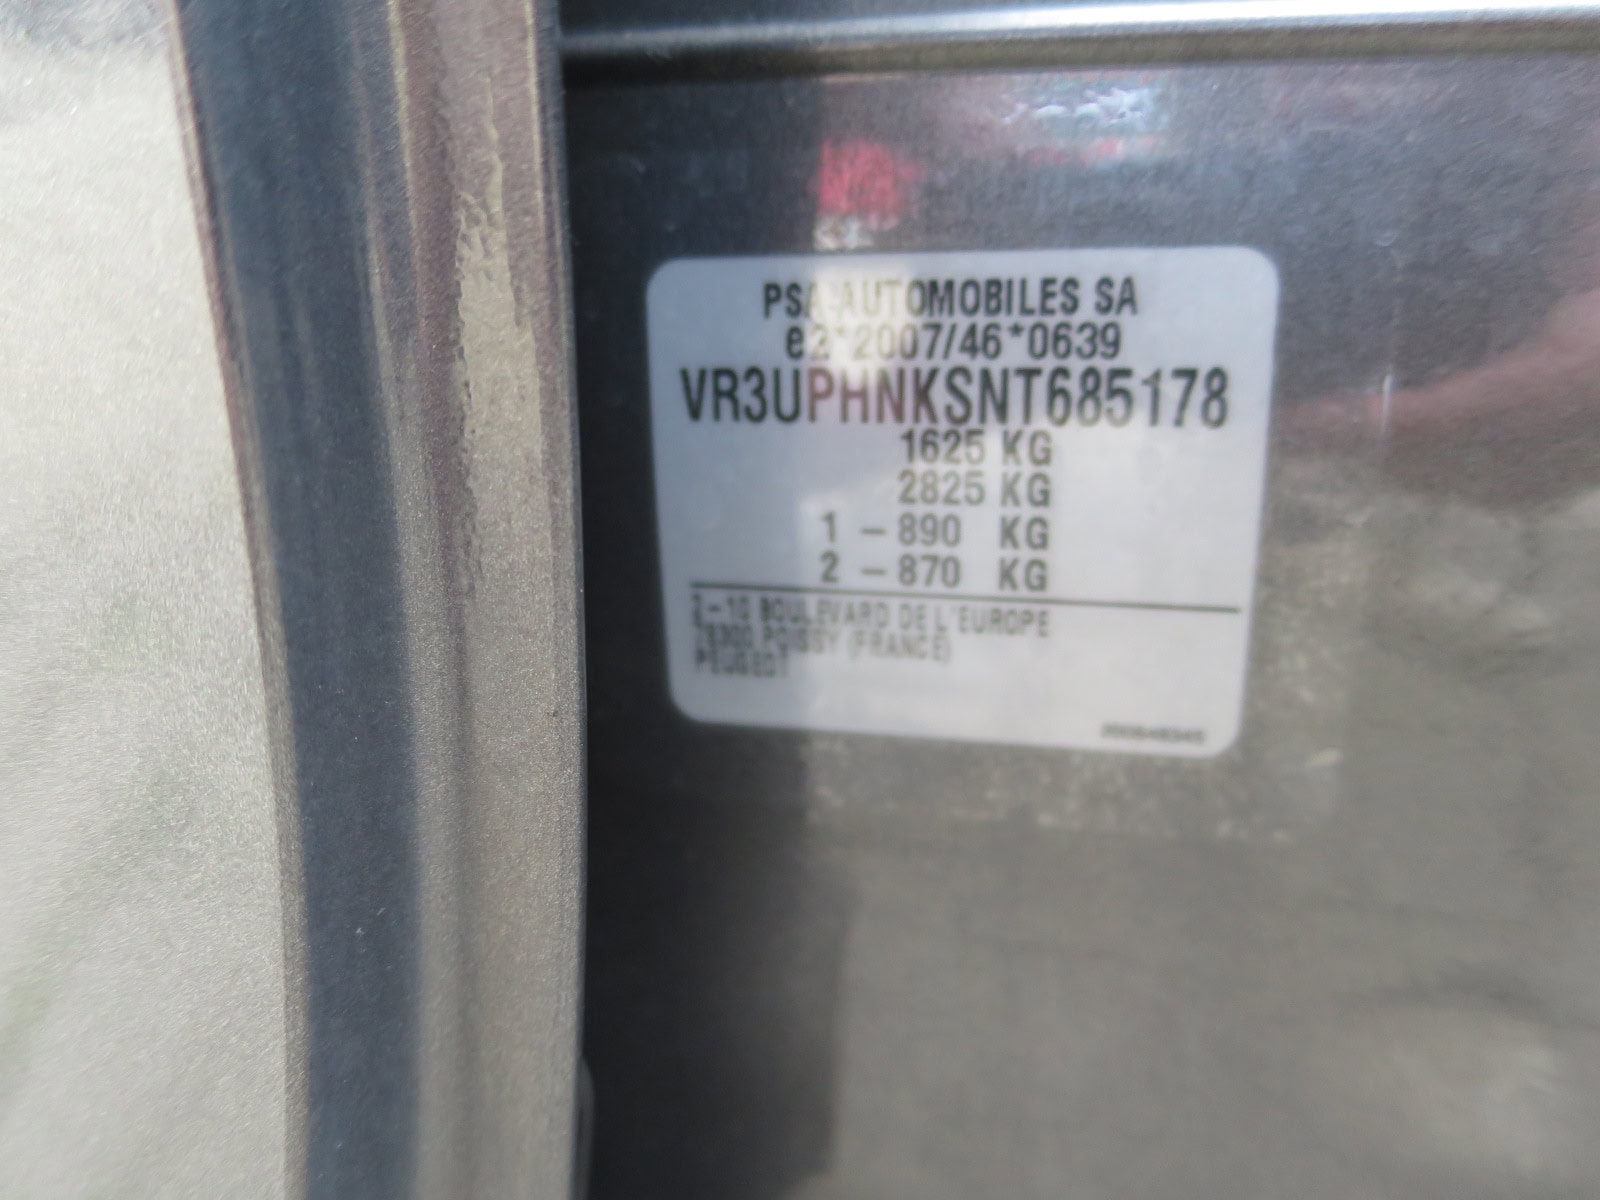 PSA AUTOMOBILES SA
e2*2007/46*0639
VR3UPHNKSNT685178
1625 KG
2825 KG
1 - 890 KG
2 - 870 KG
2-10 BOULEVARD DE L'EUROPE
78300 POISSY (FRANCE)
PEUGEOT